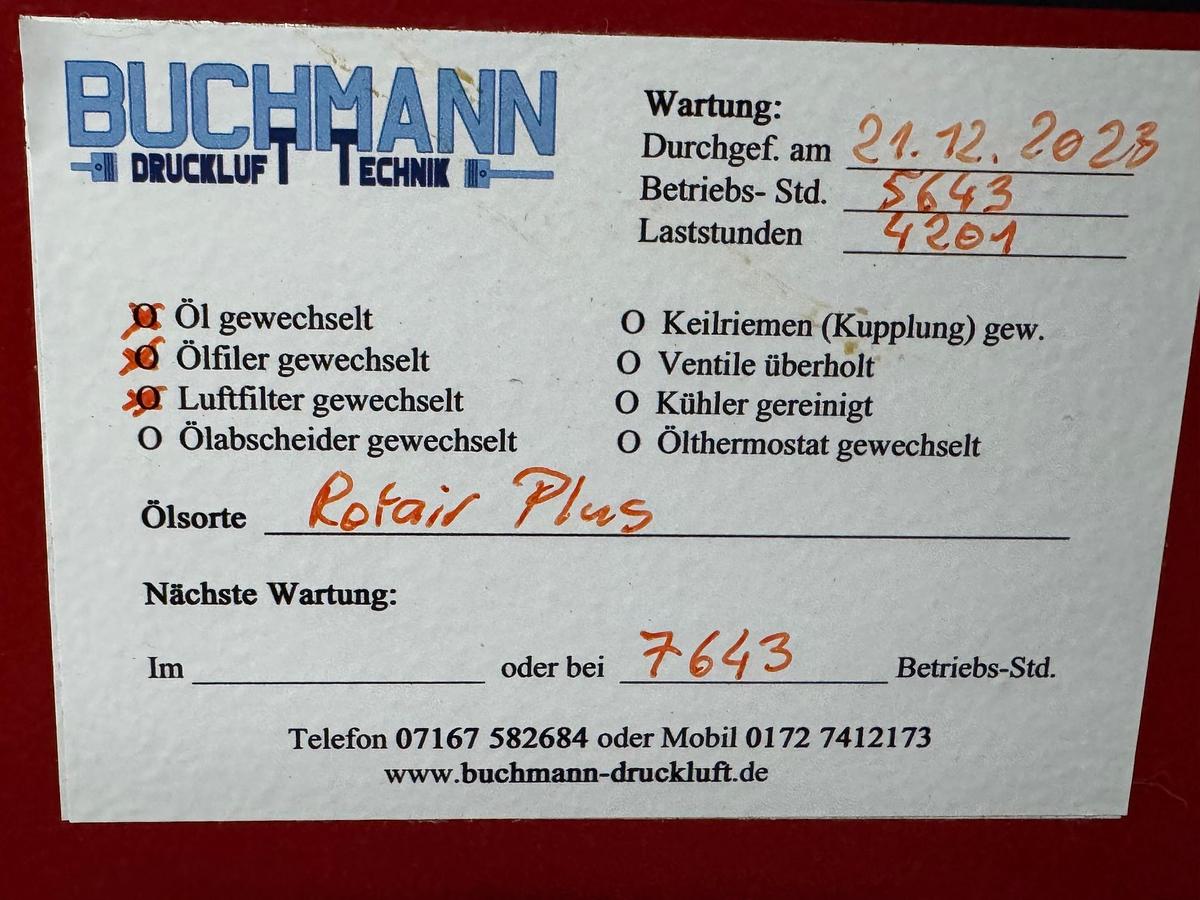 BUCHMANN
DRUCKLUFT TECHNIK
Wartung:
Durchgef. am 21.12.2023
Betriebs- Std. 5643
Laststunden 4201
O Öl gewechselt
O Ölfiler gewechselt
O Luftfilter gewechselt
O Ölabscheider gewechselt
O Keilriemen (Kupplung) gew.
O Ventile überholt
O Kühler gereinigt
O Ölthermostat gewechselt
Ölsorte Rotair Plus
Nächste Wartung:
Im oder bei 7643 Betriebs-Std.
Telefon 07167 582684 oder Mobil 0172 7412173
www.buchmann-druckluft.de